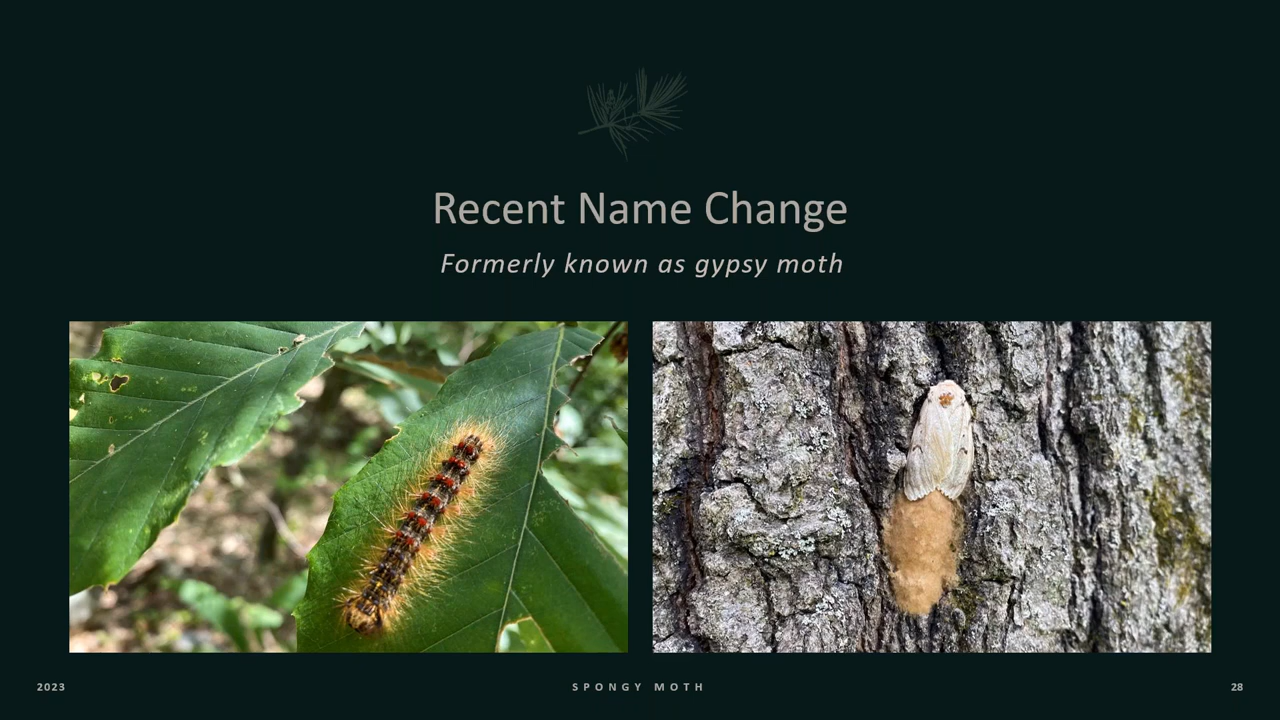 Recent Name Change
Formerly known as gypsy moth
2023
SPONGY MOTH
28